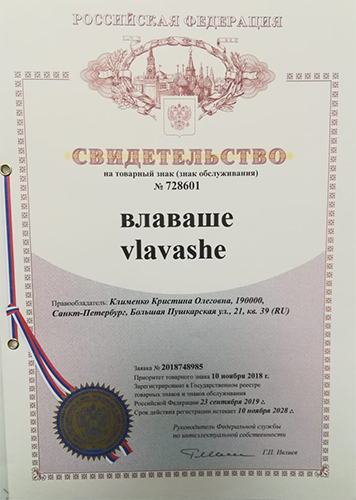 РОССИЙСКАЯ ФЕДЕРАЦИЯ
СВИДЕТЕЛЬСТВО
на товарный знак (знак обслуживания)
№ 728601
влаваше
vlavashe
Правообладатель: Клименко Кристина Олеговна, 190000,
Санкт-Петербург, Большая Пушкарская ул., 21, кв. 39 (RU)
Заявка № 2018748985
Приоритет товарного знака 10 ноября 2018 г.
Зарегистрировано в Государственном реестре
товарных знаков и знаков обслуживания
Российской Федерации 23 сентября 2019 г.
Срок действия регистрации истекает 10 ноября 2028 г.
Руководитель Федеральной службы
по интеллектуальной собственности
Г.П. Ивлиев